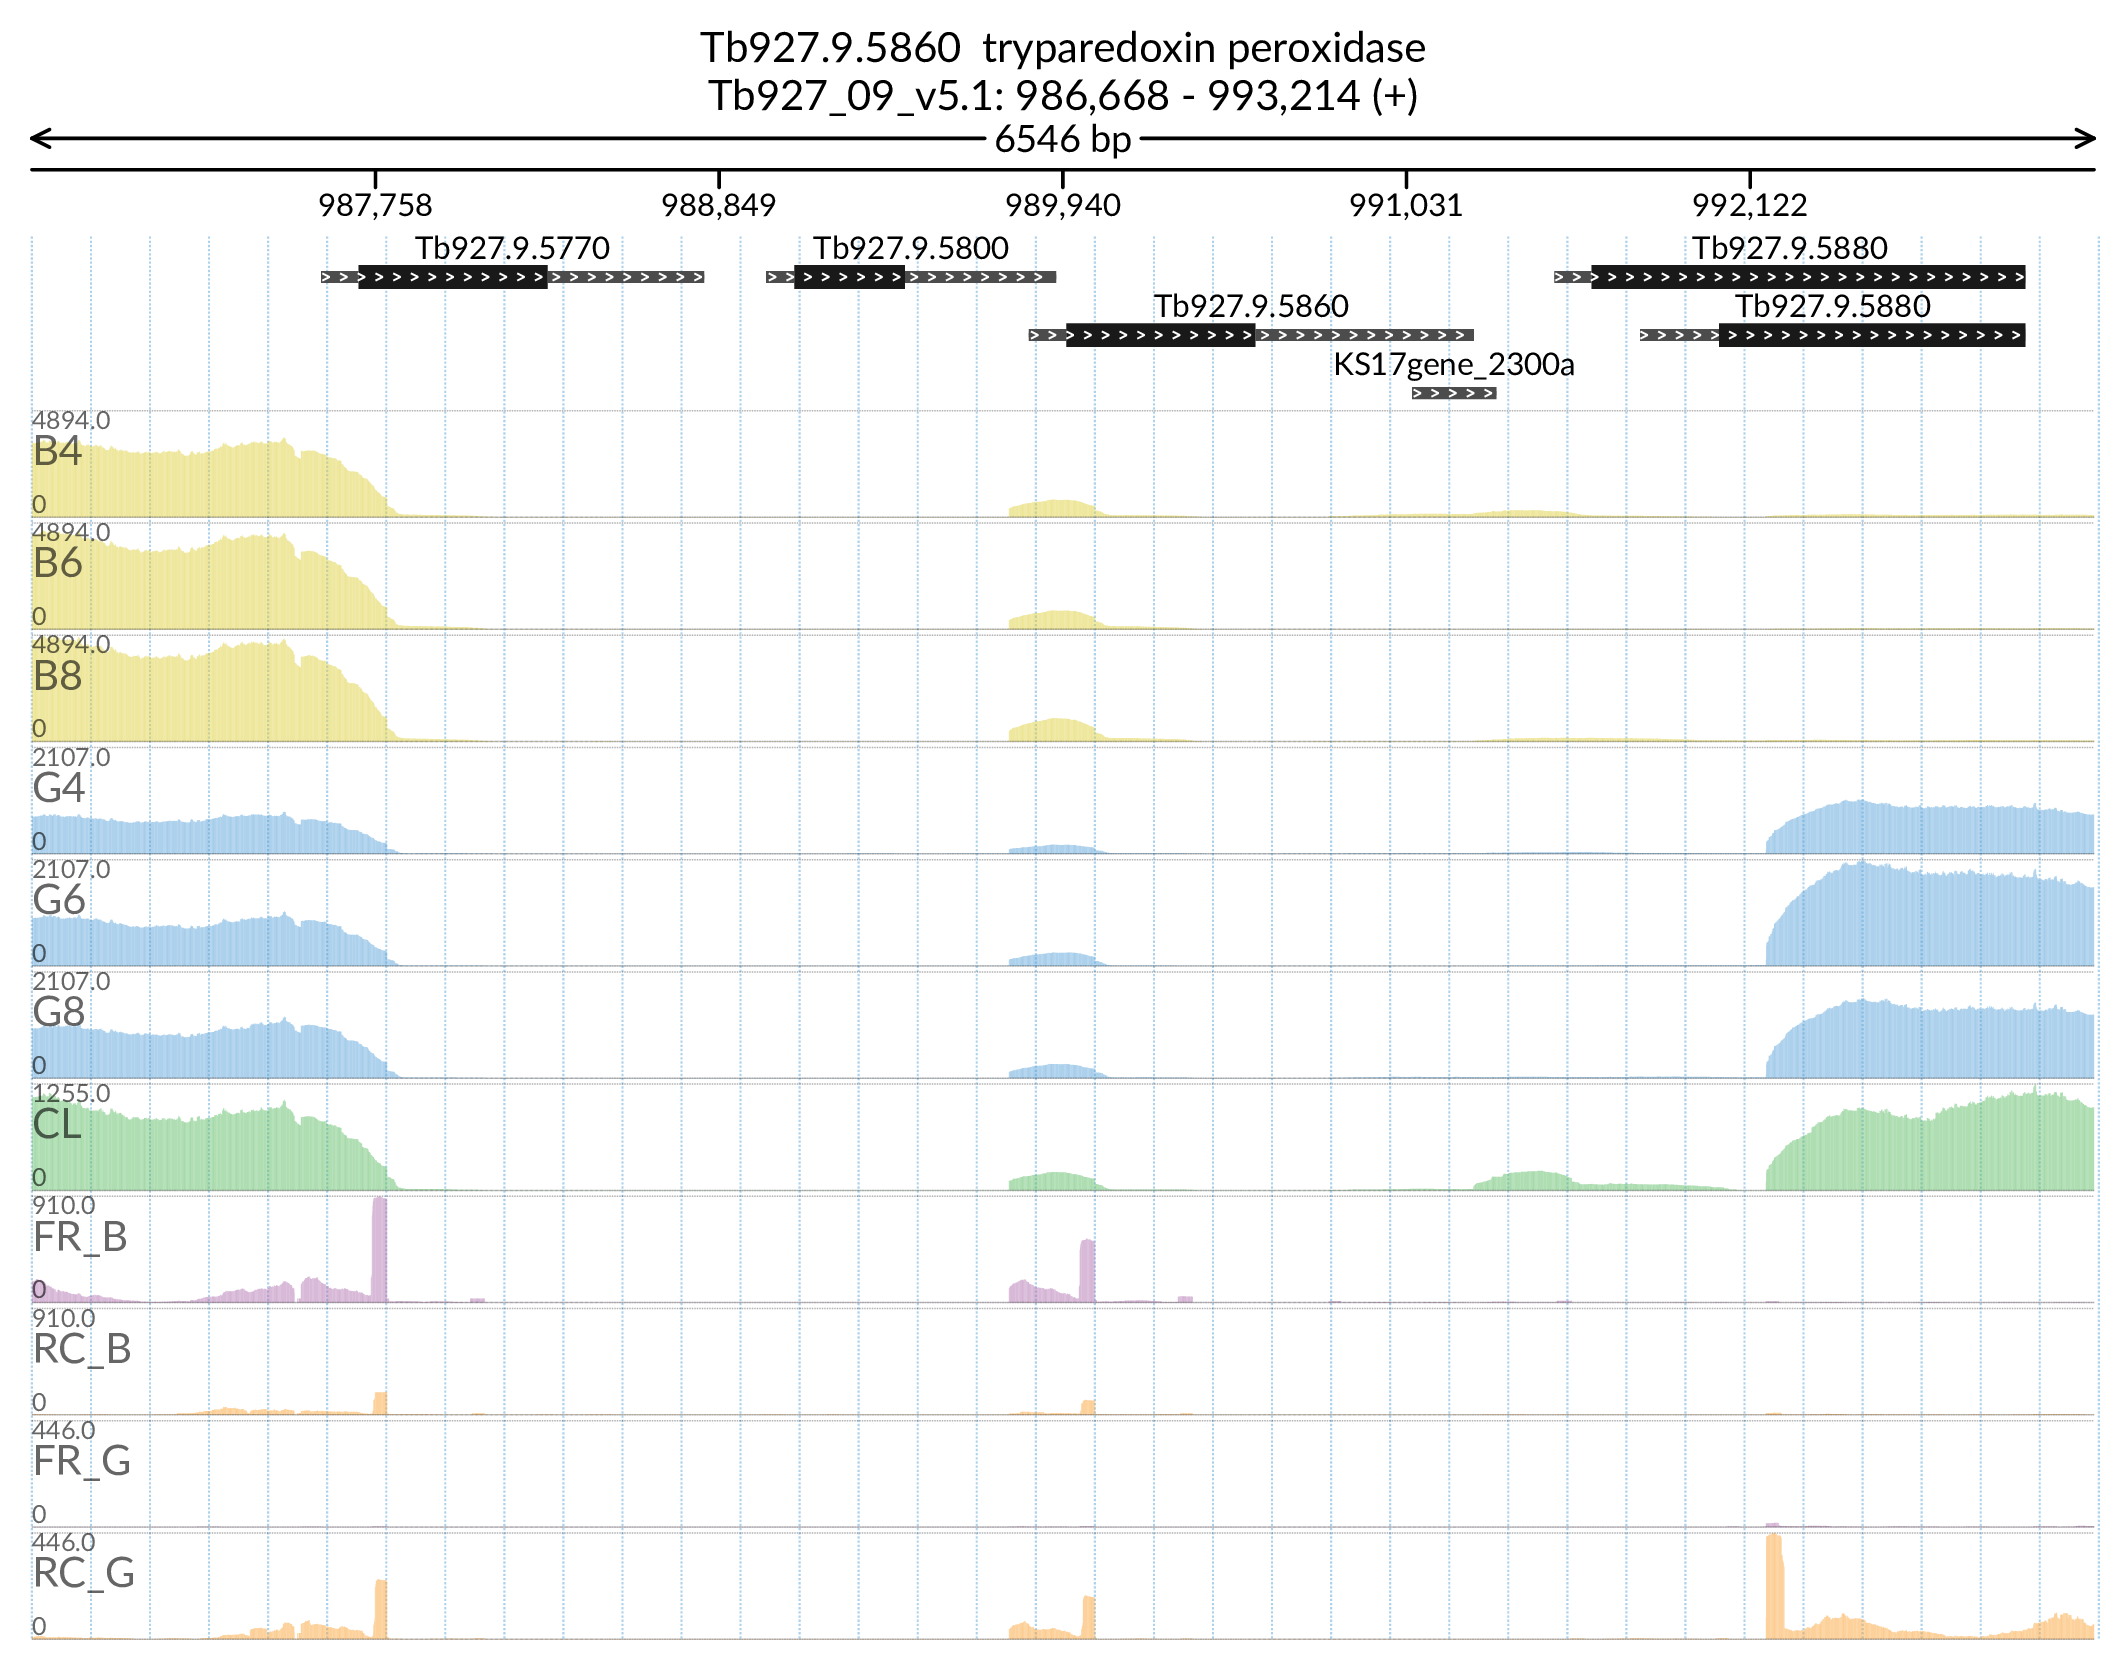 Tb927.9.5860  tryparedoxin peroxidase
Tb927_09_v5.1: 986,668 - 993,214 (+)
6546 bp
987,758 988,849 989,940 991,031 992,122
Tb927.9.5770 Tb927.9.5800 Tb927.9.5880
Tb927.9.5860 Tb927.9.5880
KS17gene_2300a
4894.0
B4
0
4894.0
B6
0
4894.0
B8
0
2107.0
G4
0
2107.0
G6
0
2107.0
G8
0
1255.0
CL
0
910.0
FR_B
0
910.0
RC_B
0
446.0
FR_G
0
446.0
RC_G
0